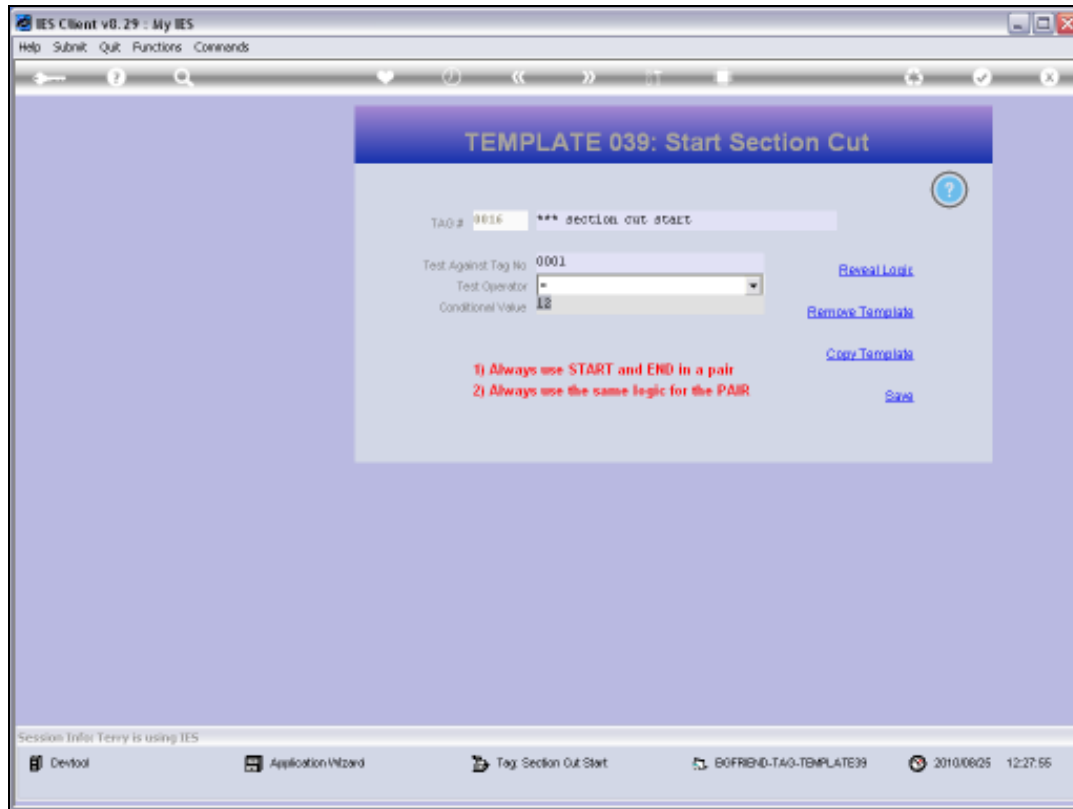 IES Client v8.29 : My IES
Help Submit Quit Functions Commands
TEMPLATE 039: Start Section Cut
TAG # 0016 *** section cut start
Test Against Tag No 0001
Test Operator =
Conditional Value 12
Reveal Logic
Remove Template
Copy Template
Save
1) Always use START and END in a pair
2) Always use the same logic for the PAIR
Session Info: Terry is using IES
Devtool Application Wizard Tag: Section Cut Start BGFRIEND-TAG-TEMPLATE39 2010/08/25 12:27:55